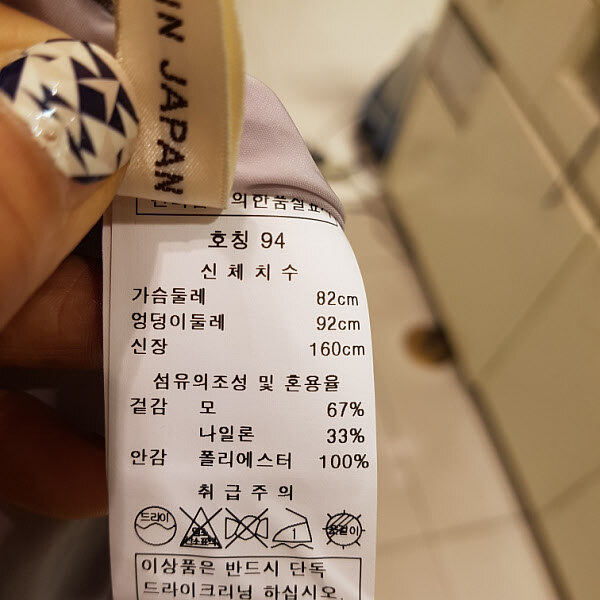 IN JAPAN
의한품질표
호칭 94
신체치수
가슴둘레 82cm
엉덩이둘레 92cm
신장 160cm
섬유의조성 및 혼용율
겉감 모 67%
나일론 33%
안감 폴리에스터 100%
취급주의
드라이
이상품은 반드시 단독
드라이크리닝 하십시오.